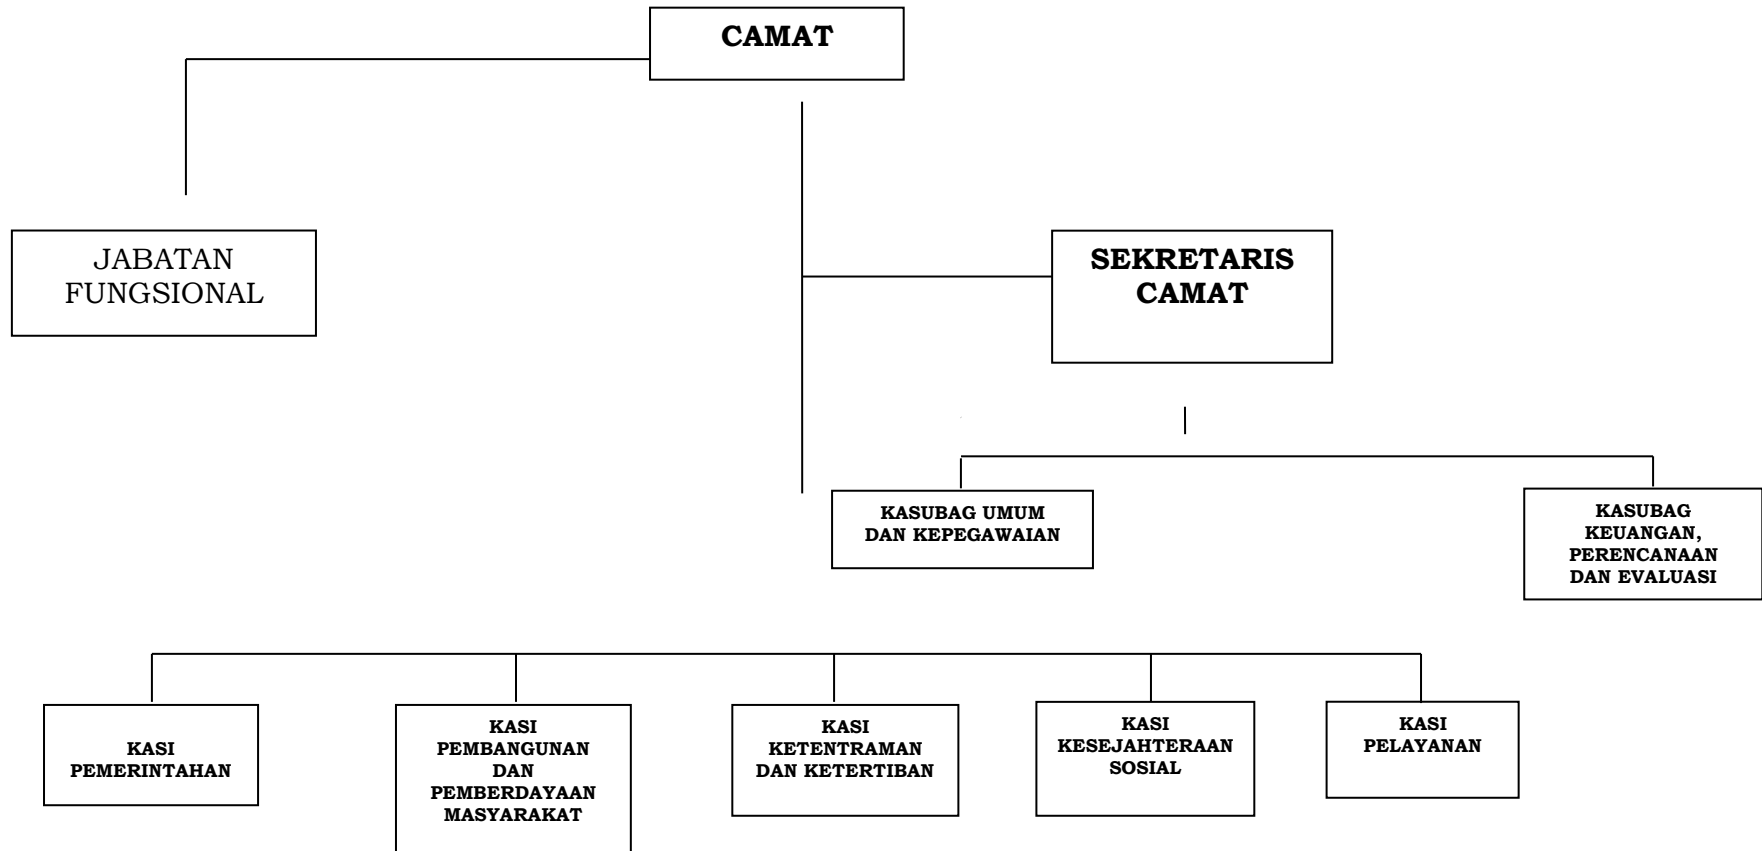 CAMAT
JABATAN
FUNGSIONAL
SEKRETARIS
CAMAT
KASUBAG UMUM
DAN KEPEGAWAIAN
KASUBAG
KEUANGAN,
PERENCANAAN
DAN EVALUASI
KASI
PEMERINTAHAN
KASI
PEMBANGUNAN
DAN
PEMBERDAYAAN
MASYARAKAT
KASI
KETENTRAMAN
DAN KETERTIBAN
KASI
KESEJAHTERAAN
SOSIAL
KASI
PELAYANAN